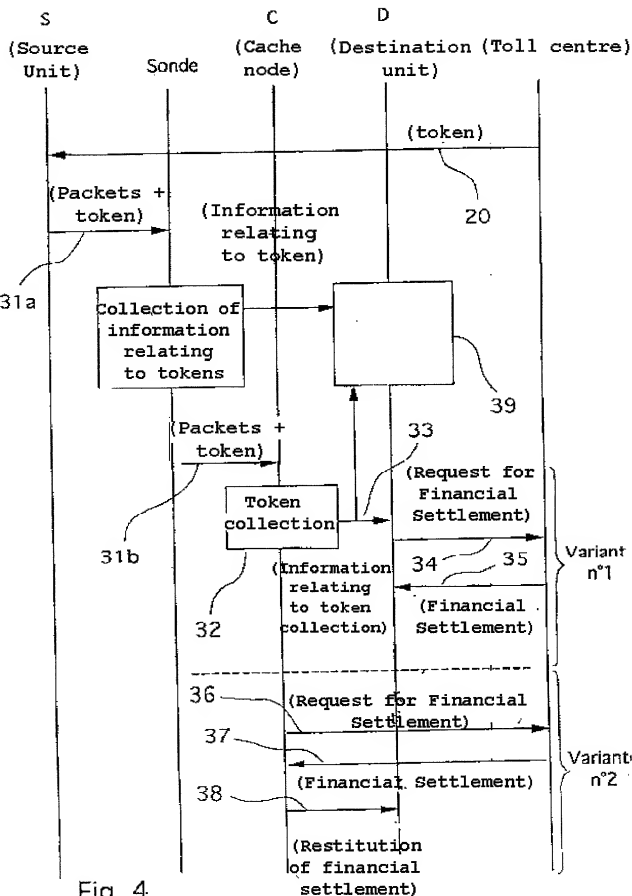 S
C
D
(Source
Unit)
Sonde
(Cache
node)
(Destination
unit)
(Toll centre)
(token)
20
(Packets +
token)
31a
(Information
relating
to token)
Collection of
information
relating
to tokens
39
(Packets +
token)
31b
33
Token
collection
32
(Request for
Financial
Settlement)
34
35
(Information
relating
to token
collection)
(Financial
Settlement)
Variant
n°1
36
(Request for Financial
Settlement)
37
(Financial Settlement)
38
Variante
n°2
(Restitution
of financial
settlement)
Fig. 4